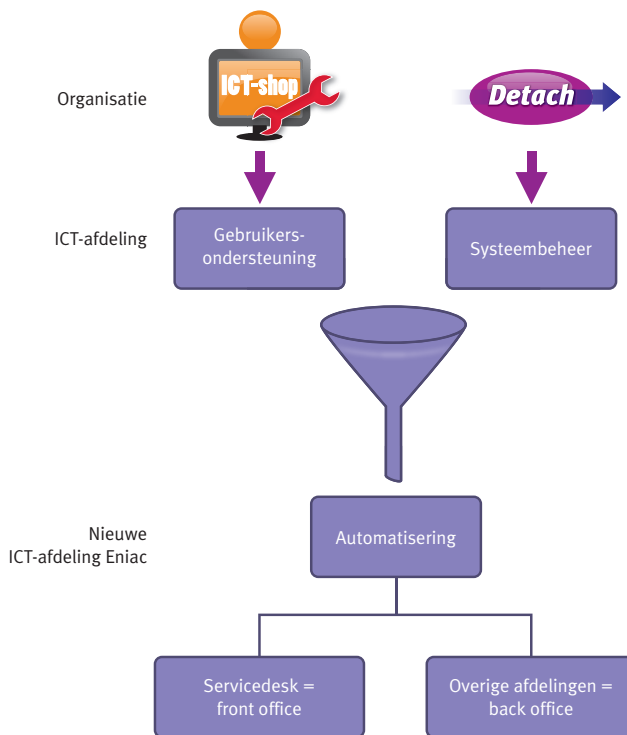 Organisatie
ICT-shop
Detach
ICT-afdeling
Gebruikers-
ondersteuning
Systeembeheer
Nieuwe
ICT-afdeling Eniac
Automatisering
Servicedesk =
front office
Overige afdelingen =
back office